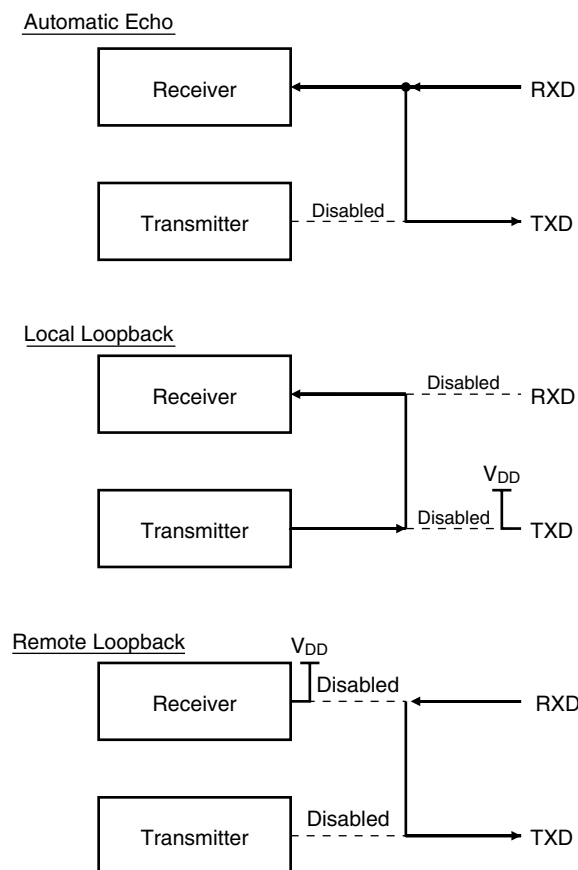 Automatic Echo
Receiver
RXD
Transmitter
Disabled
TXD
Local Loopback
Receiver
Disabled
RXD
VDD
Transmitter
Disabled
TXD
Remote Loopback
VDD
Receiver
Disabled
RXD
Transmitter
Disabled
TXD